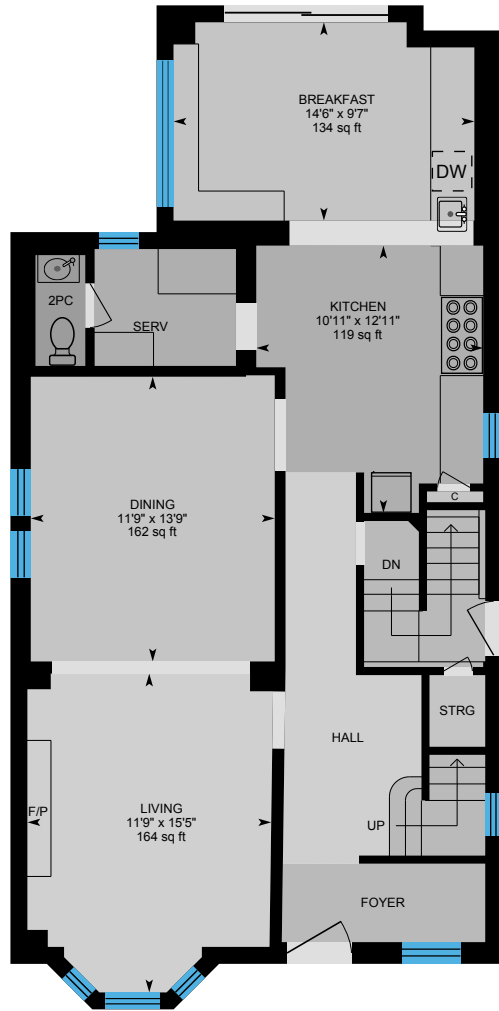 BREAKFAST
14'6" x 9'7"
134 sq ft
DW
2PC
SERV
KITCHEN
10'11" x 12'11"
119 sq ft
C
DINING
11'9" x 13'9"
162 sq ft
DN
STRG
HALL
F/P
LIVING
11'9" x 15'5"
164 sq ft
UP
FOYER